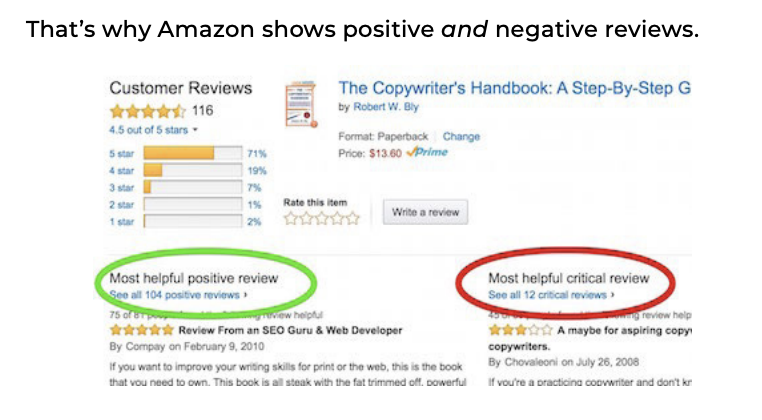 That's why Amazon shows positive and negative reviews.
Customer Reviews
116
4.5 out of 5 stars
5 star 71%
4 star 19%
3 star 7%
2 star 1%
1 star 2%
The Copywriter's Handbook: A Step-By-Step G
by Robert W. Bly
Format: Paperback Change
Price: $13.60 Prime
Rate this item
Write a review
Most helpful positive review
See all 104 positive reviews ›
75 of review helpful
Review From an SEO Guru & Web Developer
By Compay on February 9, 2010
If you want to improve your writing skills for print or the web, this is the book
that you need to own. This book is all steak with the fat trimmed off. powerful
Most helpful critical review
See all 12 critical reviews ›
review help
A maybe for aspiring copyw
copywriters.
By Chovaleoni on July 26, 2008
If you're a practicing copywriter and don't kr